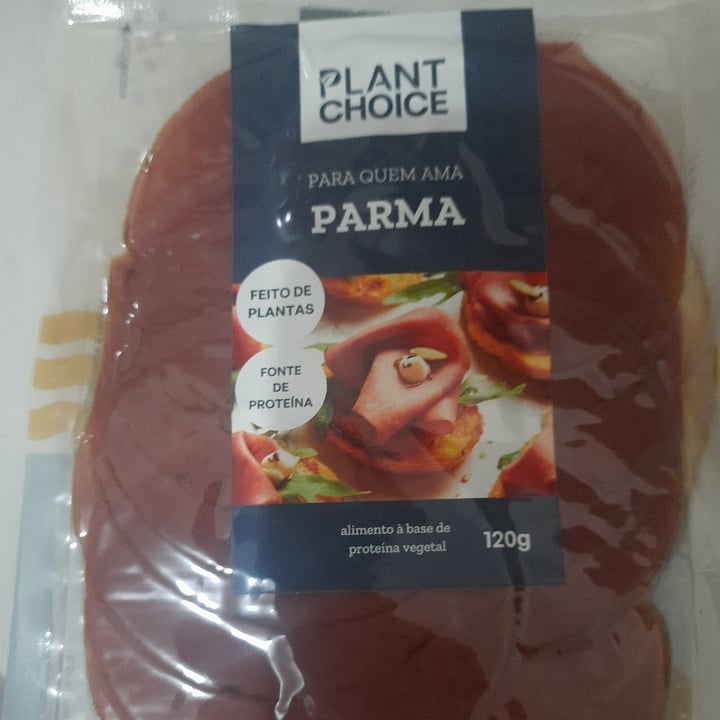 PLANT
CHOICE
PARA QUEM AMA
PARMA
FEITO DE
PLANTAS
FONTE
DE
PROTEÍNA
alimento à base de
proteína vegetal
120g